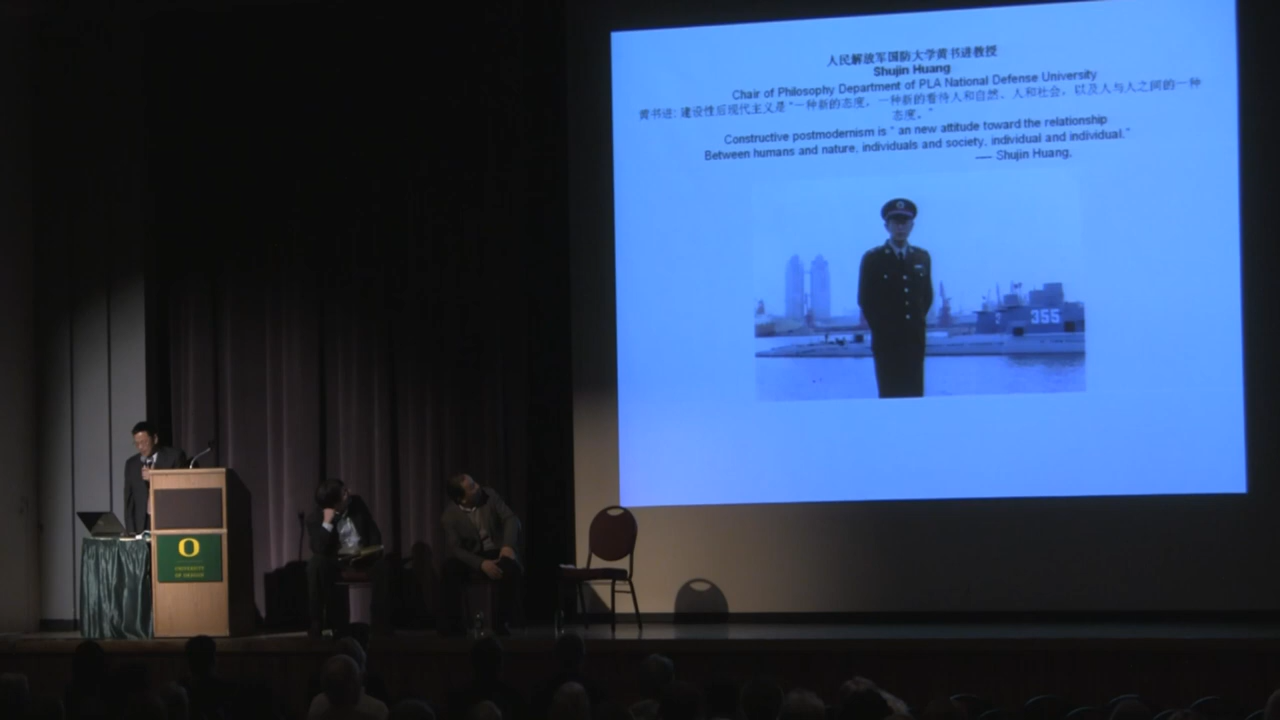 人民解放军国防大学黄书进教授
Shujin Huang
Chair of Philosophy Department of PLA National Defense University
黄书进: 建设性后现代主义是“一种新的态度，一种新的看待人和自然、人和社会，以及人与人之间的一种
态度。”
Constructive postmodernism is “ an new attitude toward the relationship
Between humans and nature, individuals and society, individual and individual.”
—- Shujin Huang.
355
O
UNIVERSITY
OF OREGON